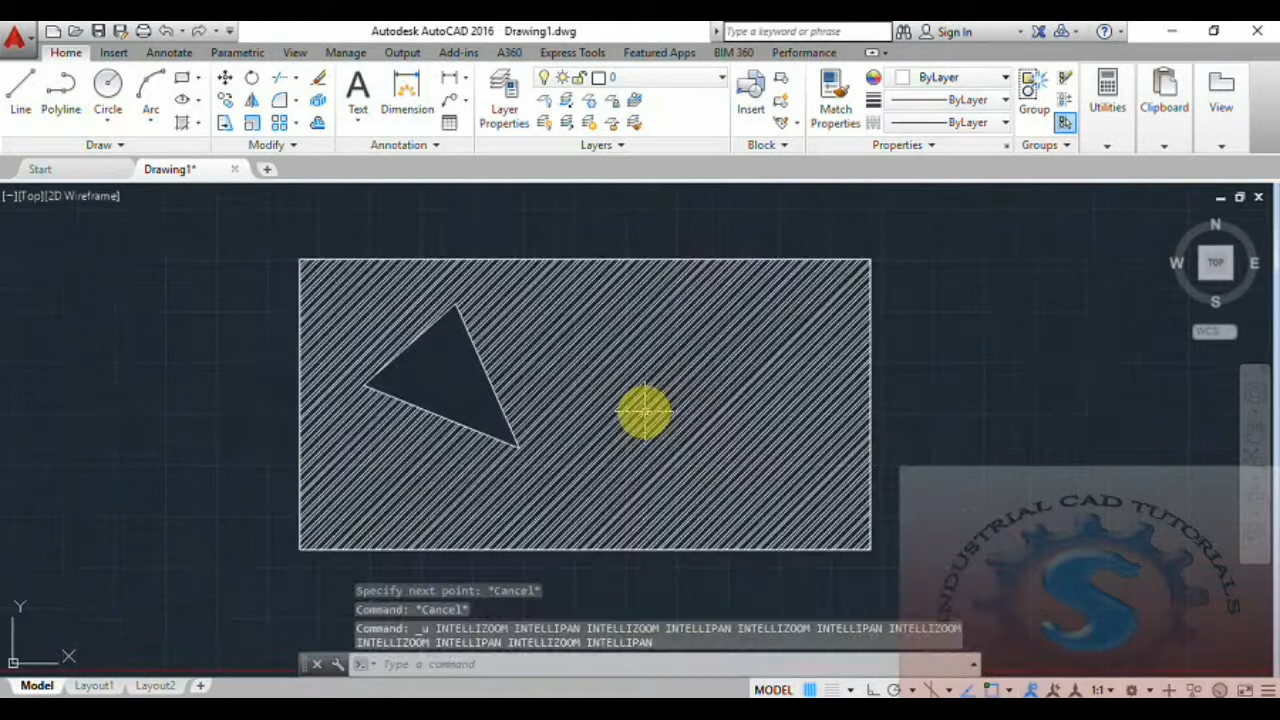 Autodesk AutoCAD 2016 Drawing1.dwg
Type a keyword or phrase
Sign In
Home Insert Annotate Parametric View Manage Output Add-ins A360 Express Tools Featured Apps BIM 360 Performance
Line Polyline Circle Arc
Text Dimension
Layer Properties
0
Insert
Match Properties
ByLayer
ByLayer
ByLayer
Group
Utilities Clipboard View
Draw Modify Annotation Layers Block Properties Groups
Start Drawing1*
[−][Top][2D Wireframe]
N
W TOP E
S
WCS
INDUSTRIAL CAD TUTORIALS
S
Specify next point: *Cancel*
Command: *Cancel*
Command: _u INTELLIZOOM INTELLIPAN INTELLIZOOM INTELLIPAN INTELLIZOOM INTELLIPAN INTELLIZOOM
INTELLIZOOM INTELLIPAN INTELLIZOOM INTELLIPAN
Type a command
Y
X
Model Layout1 Layout2
MODEL 1:1